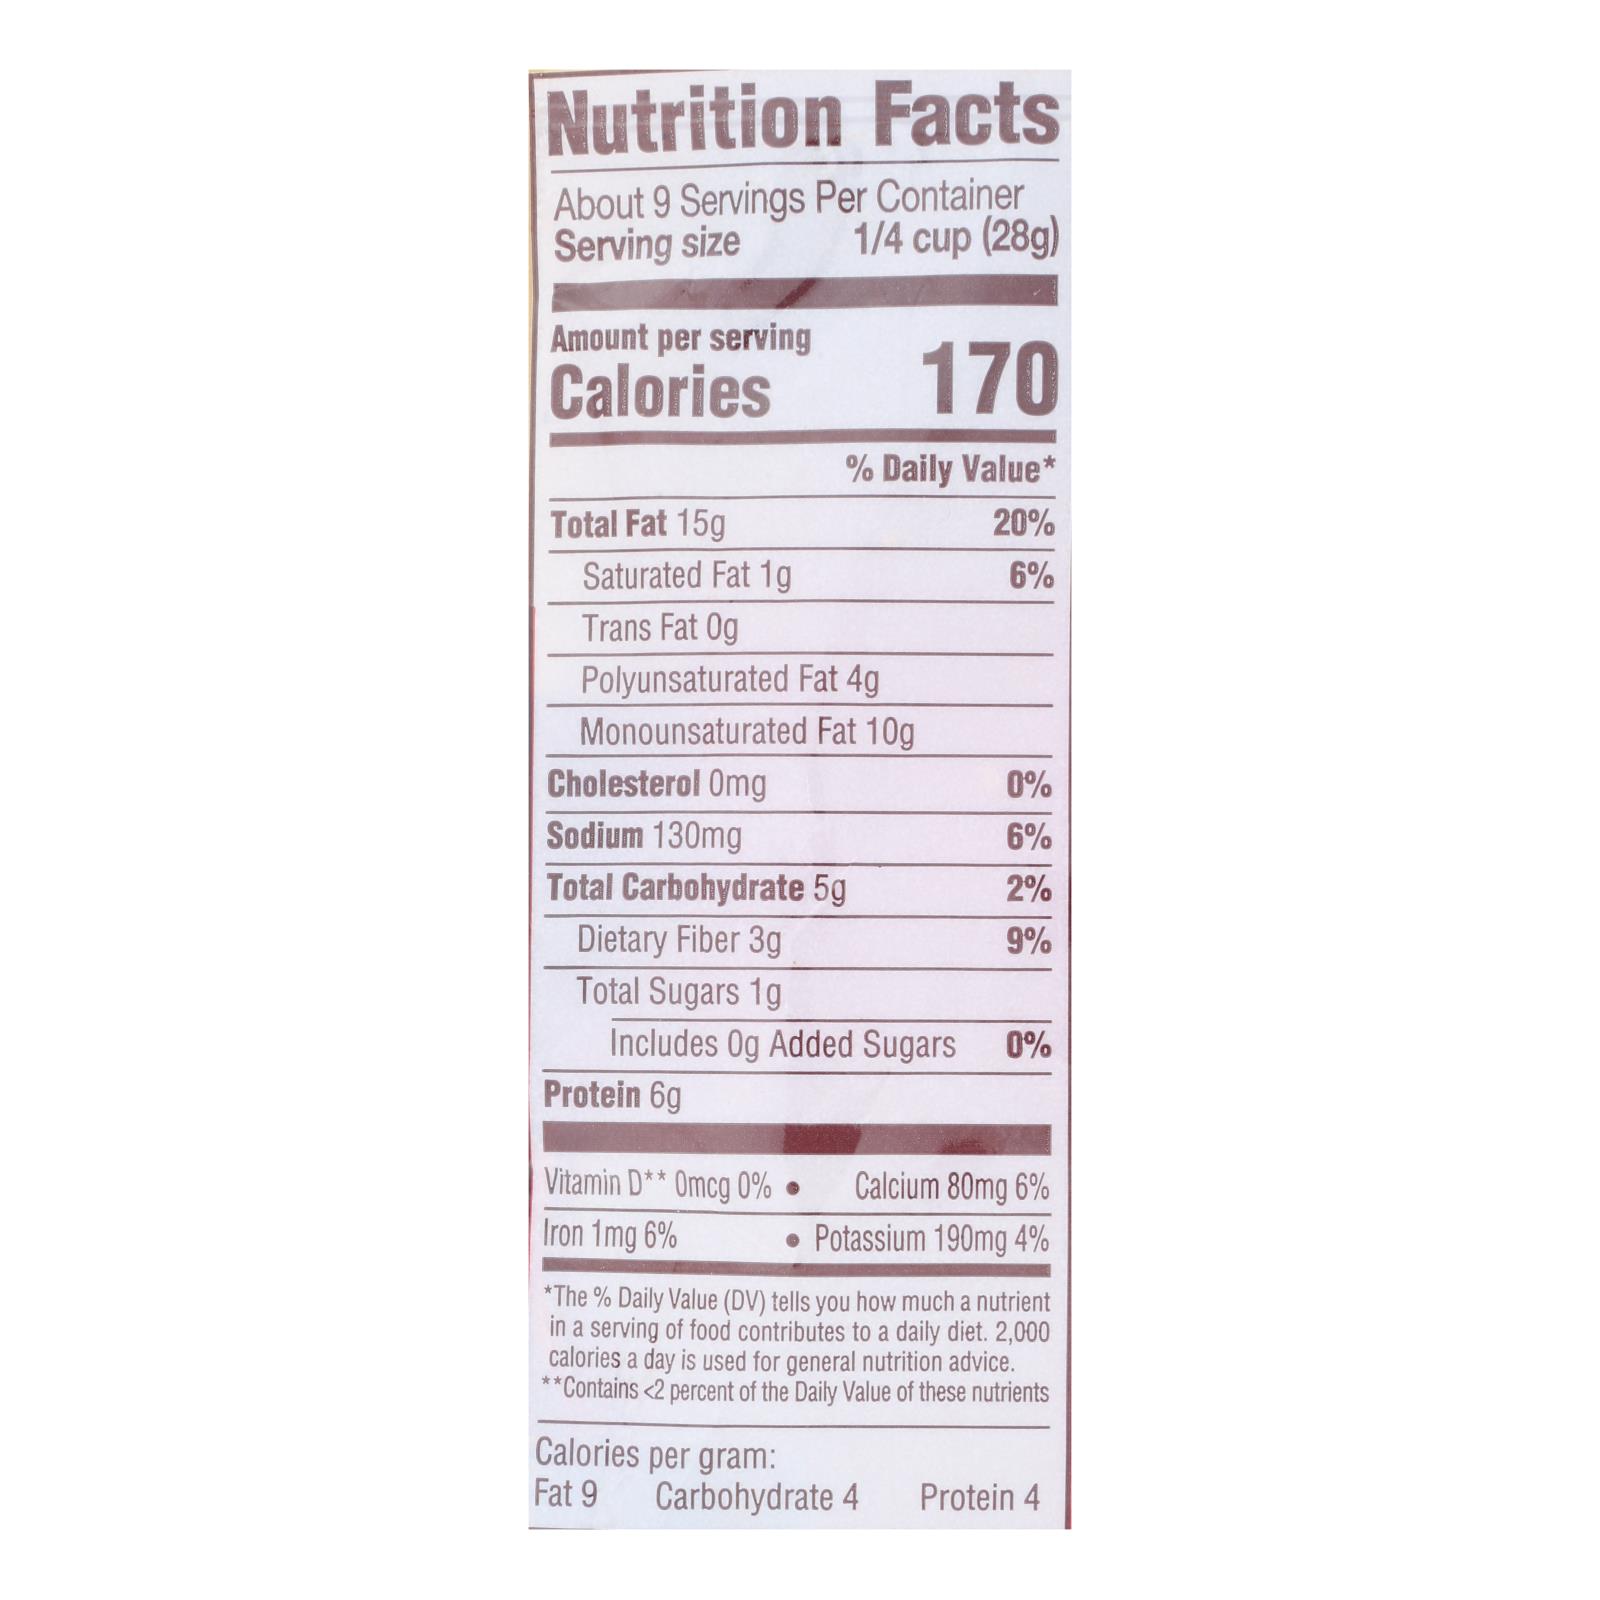 Nutrition Facts
About 9 Servings Per Container
Serving size 1/4 cup (28g)
Amount per serving
Calories 170
% Daily Value*
Total Fat 15g 20%
Saturated Fat 1g 6%
Trans Fat 0g
Polyunsaturated Fat 4g
Monounsaturated Fat 10g
Cholesterol 0mg 0%
Sodium 130mg 6%
Total Carbohydrate 5g 2%
Dietary Fiber 3g 9%
Total Sugars 1g
Includes 0g Added Sugars 0%
Protein 6g
Vitamin D** 0mcg 0% • Calcium 80mg 6%
Iron 1mg 6% • Potassium 190mg 4%
*The % Daily Value (DV) tells you how much a nutrient
in a serving of food contributes to a daily diet. 2,000
calories a day is used for general nutrition advice.
**Contains <2 percent of the Daily Value of these nutrients
Calories per gram:
Fat 9 Carbohydrate 4 Protein 4